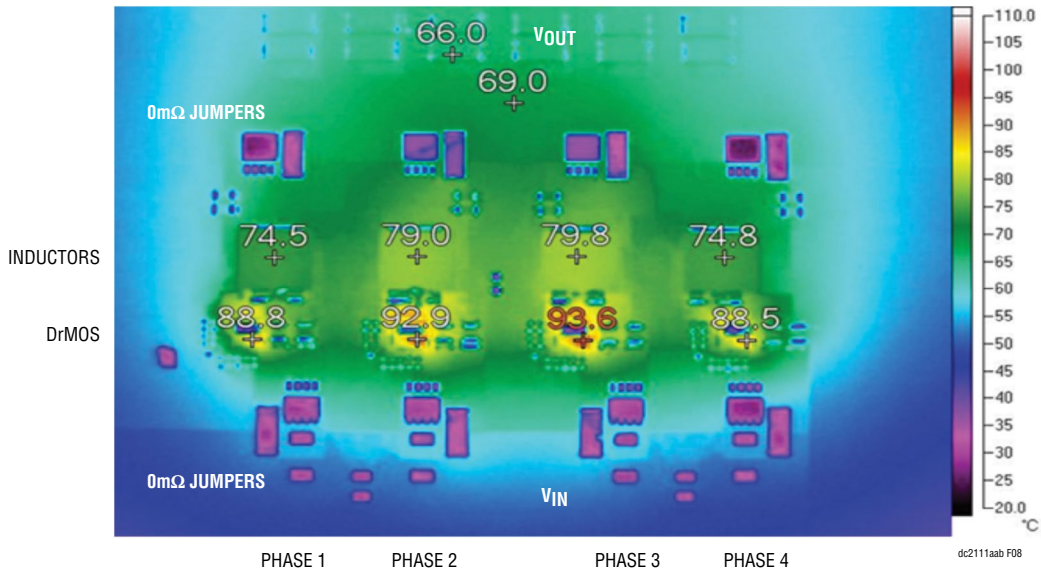 66.0
VOUT
69.0
0mΩ JUMPERS
INDUCTORS
74.5
79.0
79.8
74.8
DrMOS
88.8
92.9
93.6
88.5
0mΩ JUMPERS
VIN
PHASE 1
PHASE 2
PHASE 3
PHASE 4
110.0
105
100
95
90
85
80
75
70
65
60
55
50
45
40
35
30
25
20.0
°C
dc2111aab F08